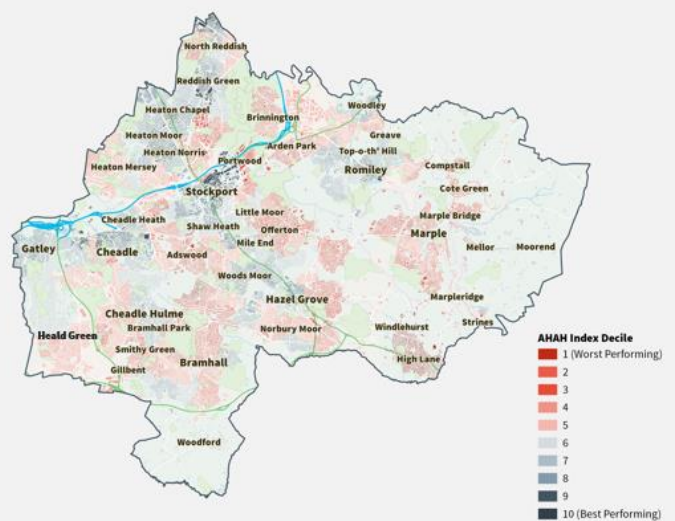 North Reddish
Reddish Green
Heaton Chapel
Woodley
Brinnington
Heaton Moor
Greave
Arden Park
Top-o-th' Hill
Heaton Norris
Portwood
Heaton Mersey
Romiley
Compstall
Stockport
Cote Green
Little Moor
Marple Bridge
Cheadle Heath
Shaw Heath
Offerton
Marple
Gatley
Mile End
Mellor
Moorend
Cheadle
Adswood
Woods Moor
Hazel Grove
Marpleridge
Cheadle Hulme
Bramhall Park
Norbury Moor
Windlehurst
Strines
Heald Green
Smithy Green
High Lane
Bramhall
Gillbent
Woodford
AHAH Index Decile
1 (Worst Performing)
2
3
4
5
6
7
8
9
10 (Best Performing)